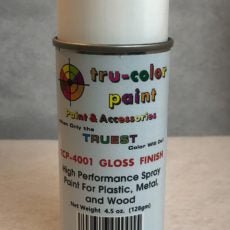 tru-color
paint
Paint & Accessories
When Only the
TRUEST
Color Will Do!
TCP-4001 GLOSS FINISH
High Performance Spray
Paint For Plastic, Metal,
and Wood
Net Weight 4.5 oz. (128gm)